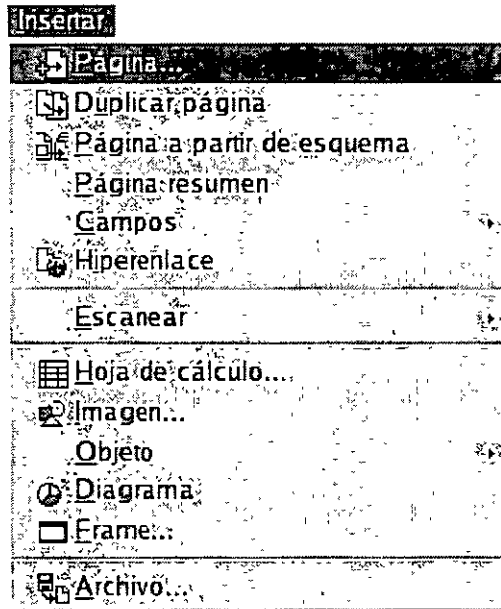 Insertar
Página...
Duplicar página
Página a partir de esquema
Página resumen
Campos
Hiperenlace
Escanear
Hoja de cálculo...
Imagen...
Objeto
Diagrama
Frame...
Archivo...